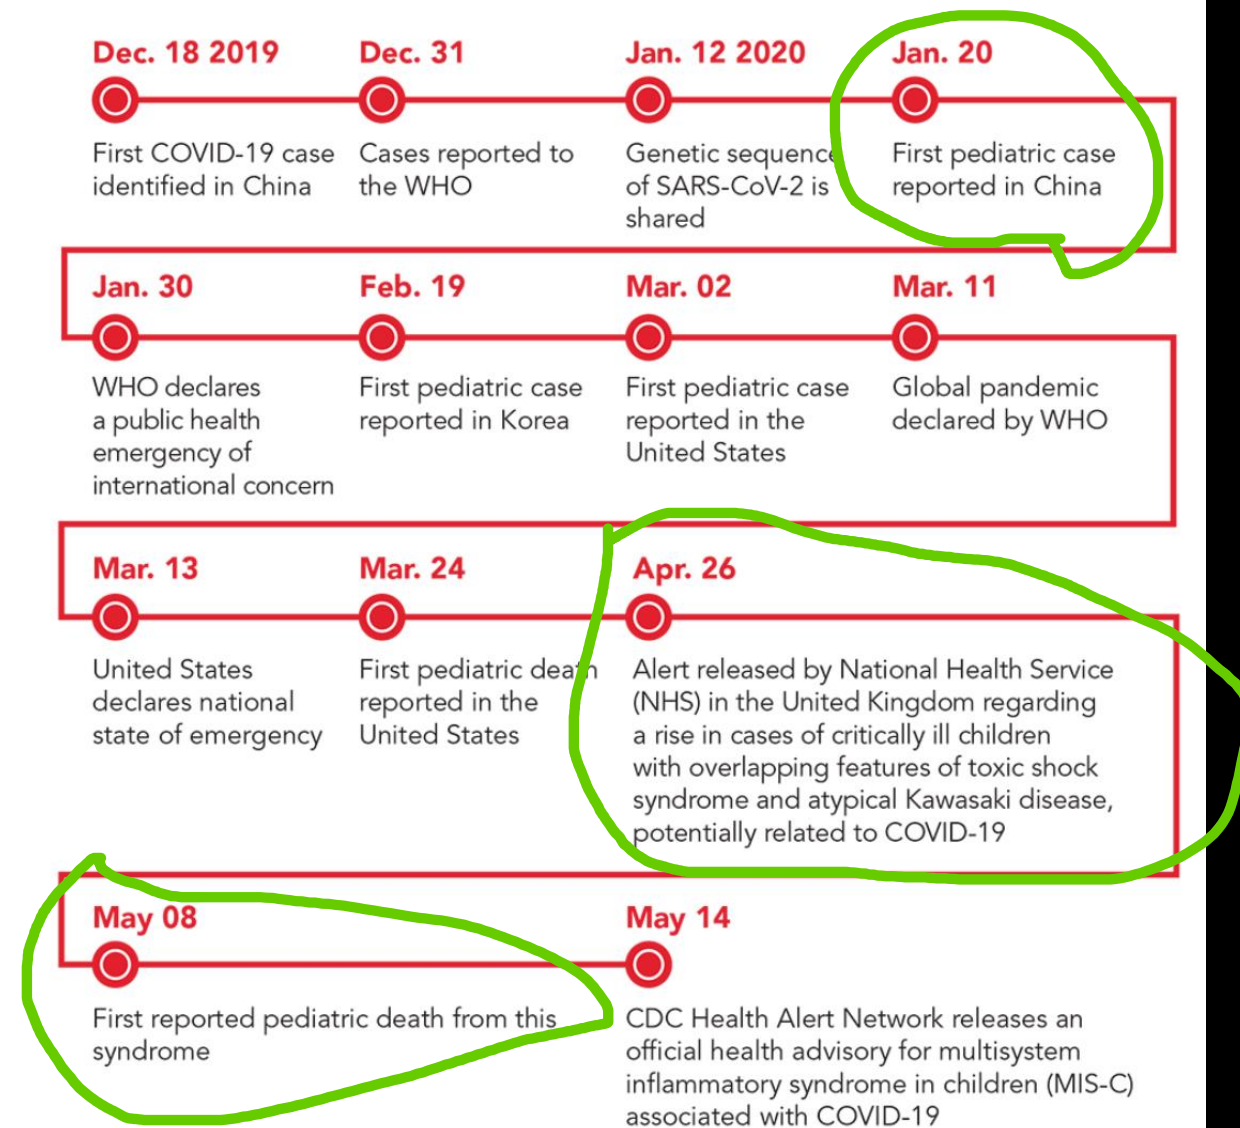 Dec. 18 2019
First COVID-19 case
identified in China
Dec. 31
Cases reported to
the WHO
Jan. 12 2020
Genetic sequence
of SARS-CoV-2 is
shared
Jan. 20
First pediatric case
reported in China
Jan. 30
WHO declares
a public health
emergency of
international concern
Feb. 19
First pediatric case
reported in Korea
Mar. 02
First pediatric case
reported in the
United States
Mar. 11
Global pandemic
declared by WHO
Mar. 13
United States
declares national
state of emergency
Mar. 24
First pediatric death
reported in the
United States
Apr. 26
Alert released by National Health Service
(NHS) in the United Kingdom regarding
a rise in cases of critically ill children
with overlapping features of toxic shock
syndrome and atypical Kawasaki disease,
potentially related to COVID-19
May 08
First reported pediatric death from this
syndrome
May 14
CDC Health Alert Network releases an
official health advisory for multisystem
inflammatory syndrome in children (MIS-C)
associated with COVID-19